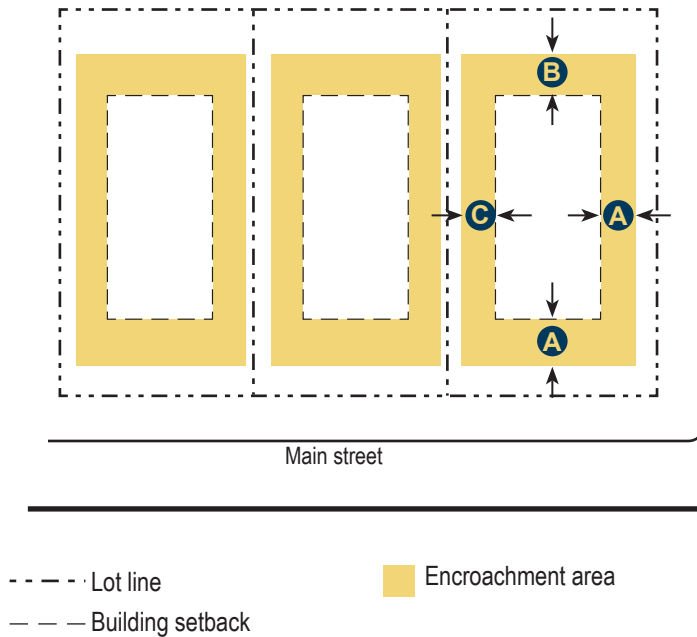 B
C
A
A
Main street
Lot line
Encroachment area
Building setback